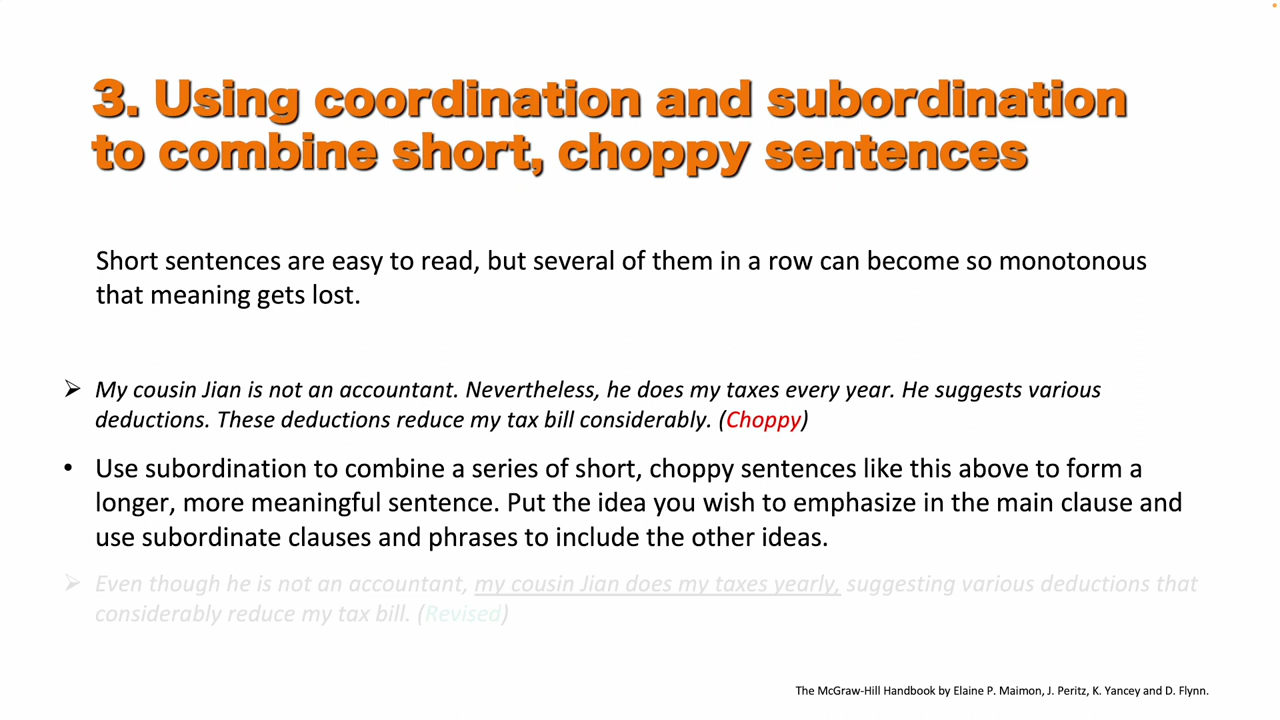 3. Using coordination and subordination
to combine short, choppy sentences
Short sentences are easy to read, but several of them in a row can become so monotonous
that meaning gets lost.
➢ My cousin Jian is not an accountant. Nevertheless, he does my taxes every year. He suggests various
deductions. These deductions reduce my tax bill considerably. (Choppy)
• Use subordination to combine a series of short, choppy sentences like this above to form a
longer, more meaningful sentence. Put the idea you wish to emphasize in the main clause and
use subordinate clauses and phrases to include the other ideas.
➢ Even though he is not an accountant, my cousin Jian does my taxes yearly, suggesting various deductions that
considerably reduce my tax bill. (Revised)
The McGraw-Hill Handbook by Elaine P. Maimon, J. Peritz, K. Yancey and D. Flynn.